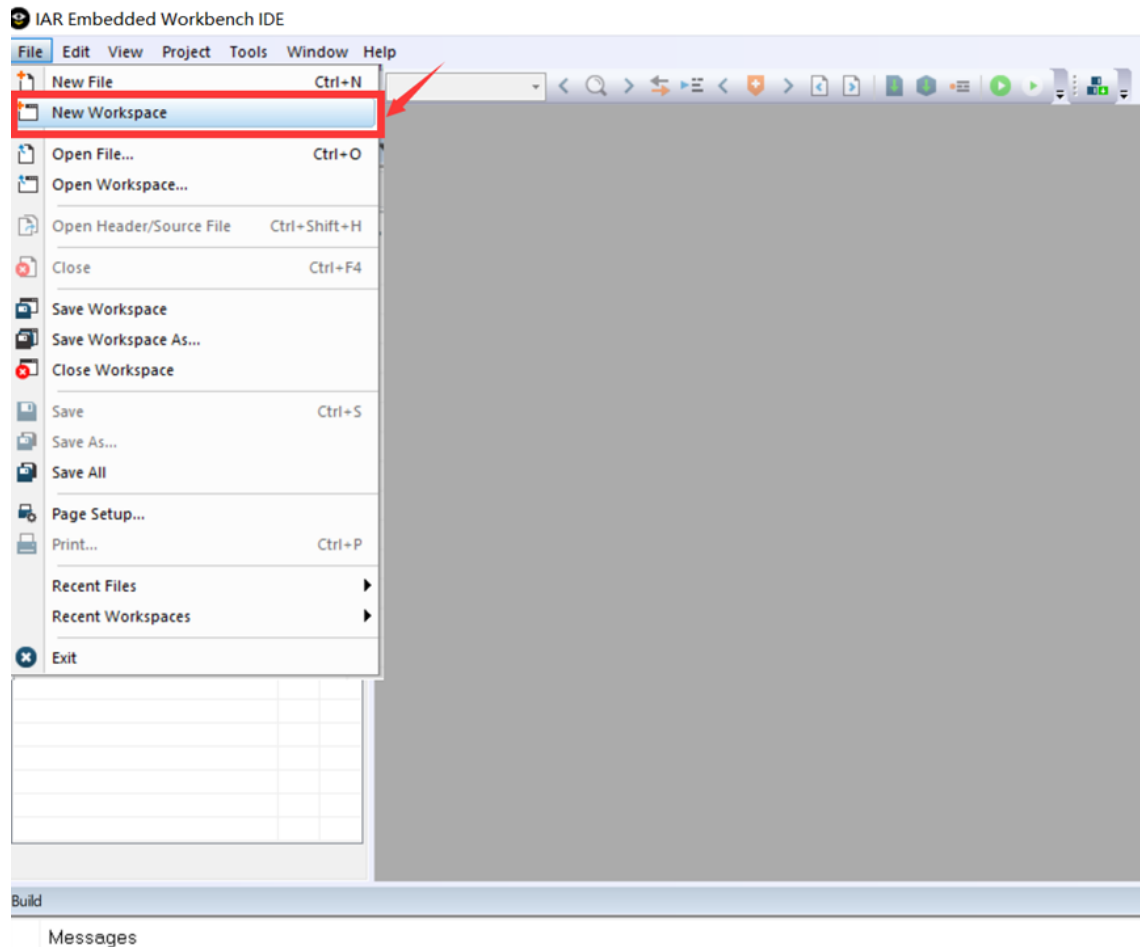 IAR Embedded Workbench IDE
File Edit View Project Tools Window Help
New File Ctrl+N
New Workspace
Open File... Ctrl+O
Open Workspace...
Open Header/Source File Ctrl+Shift+H
Close Ctrl+F4
Save Workspace
Save Workspace As...
Close Workspace
Save Ctrl+S
Save As...
Save All
Page Setup...
Print... Ctrl+P
Recent Files
Recent Workspaces
Exit
Build
Messages